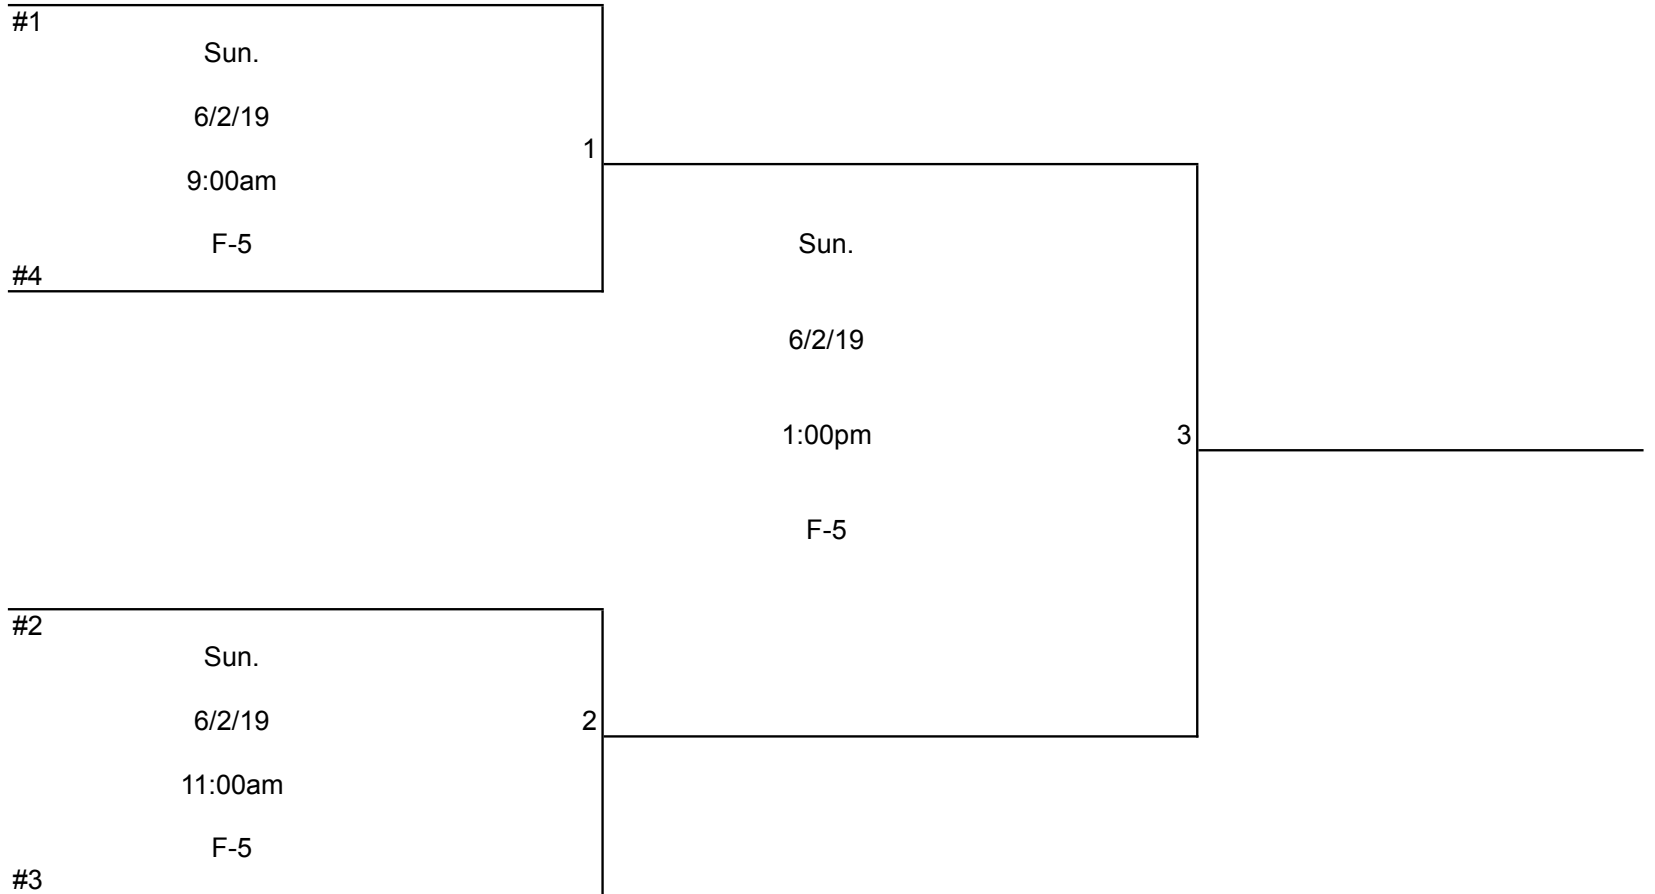 #1
Sun.
6/2/19
1
9:00am
F-5
#4
Sun.
6/2/19
1:00pm
3
F-5
#2
Sun.
6/2/19
2
11:00am
F-5
#3